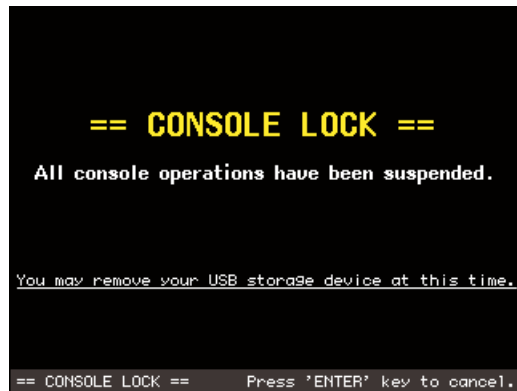 == CONSOLE LOCK ==
All console operations have been suspended.
You may remove your USB storage device at this time.
== CONSOLE LOCK == Press 'ENTER' key to cancel.